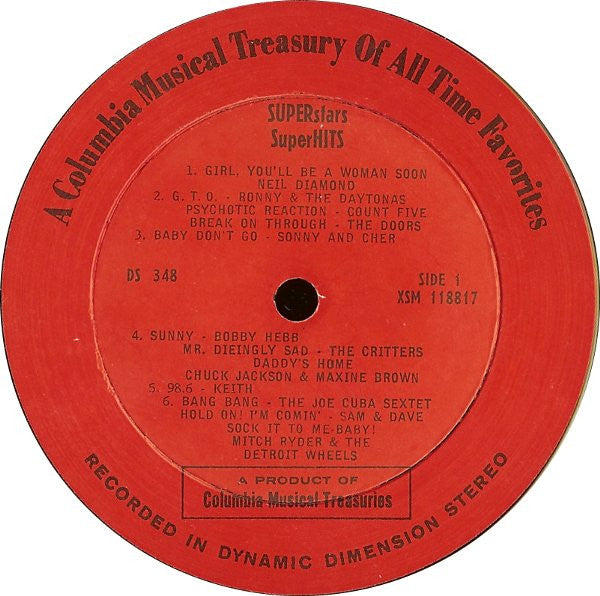 A Columbia Musical Treasury Of All Time Favorites
SUPERstars
SuperHITS
1. GIRL, YOU'LL BE A WOMAN SOON
NEIL DIAMOND
2. G. T. O. - RONNY & THE DAYTONAS
PSYCHOTIC REACTION - COUNT FIVE
BREAK ON THROUGH - THE DOORS
3. BABY DON'T GO - SONNY AND CHER
DS 348
SIDE 1
XSM 118817
4. SUNNY - BOBBY HEBB
MR. DIEINGLY SAD - THE CRITTERS
DADDY'S HOME
CHUCK JACKSON & MAXINE BROWN
5. 98.6 - KEITH
6. BANG BANG - THE JOE CUBA SEXTET
HOLD ON! I'M COMIN' - SAM & DAVE
SOCK IT TO ME-BABY!
MITCH RYDER & THE
DETROIT WHEELS
A PRODUCT OF
Columbia Musical Treasuries
RECORDED IN DYNAMIC DIMENSION STEREO